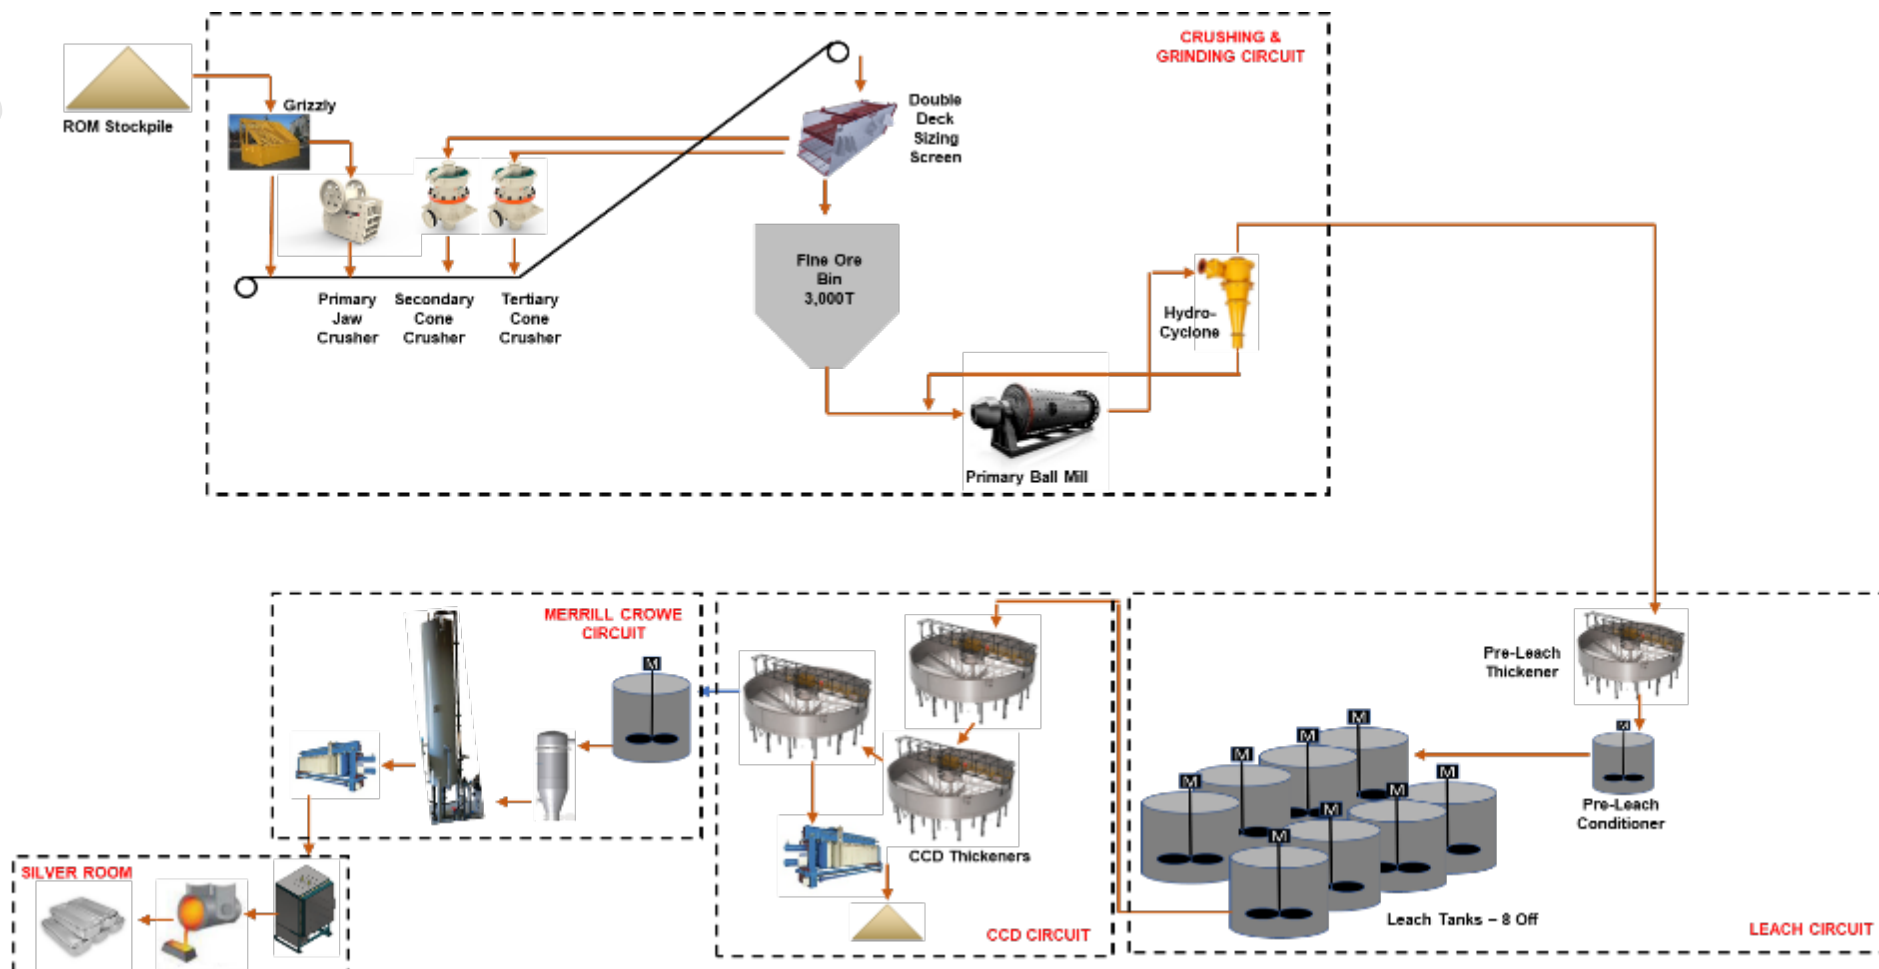 CRUSHING &
GRINDING CIRCUIT
ROM Stockpile
Grizzly
Double
Deck
Sizing
Screen
Primary
Jaw
Crusher
Secondary
Cone
Crusher
Tertiary
Cone
Crusher
Fine Ore
Bin
3,000T
Hydro-
Cyclone
Primary Ball Mill
MERRILL CROWE
CIRCUIT
M
CCD Thickeners
CCD CIRCUIT
Pre-Leach
Thickener
M
Pre-Leach
Conditioner
M
M
M
M
M
M
M
M
Leach Tanks – 8 Off
LEACH CIRCUIT
SILVER ROOM